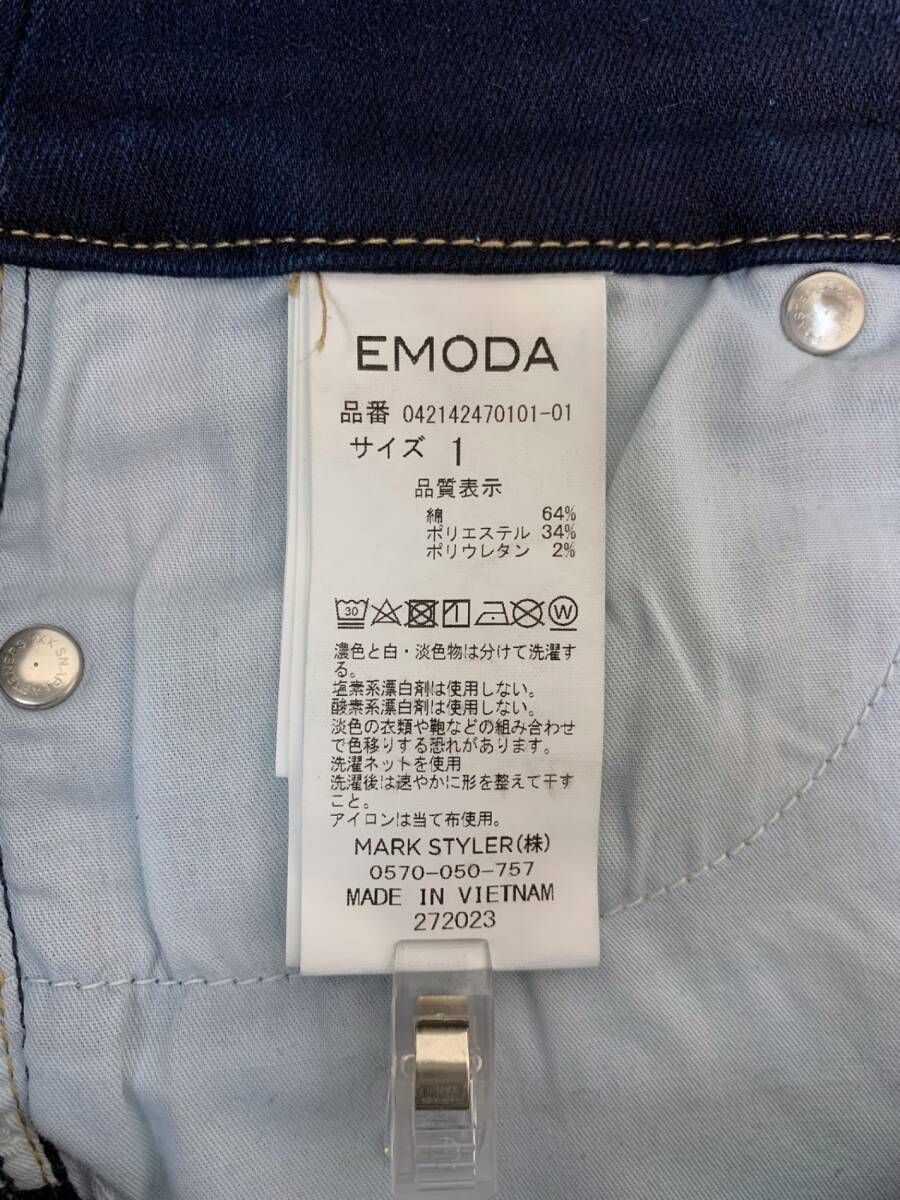 EMODA
品番 042142470101-01
サイズ 1
品質表示
綿 64%
ポリエステル 34%
ポリウレタン 2%
30 W
濃色と白・淡色物は分けて洗濯す
る。
塩素系漂白剤は使用しない。
酸素系漂白剤は使用しない。
淡色の衣類や鞄などの組み合わせ
で色移りする恐れがあります。
洗濯ネットを使用
洗濯後は速やかに形を整えて干す
こと。
アイロンは当て布使用。
MARK STYLER(株)
0570-050-757
MADE IN VIETNAM
272023